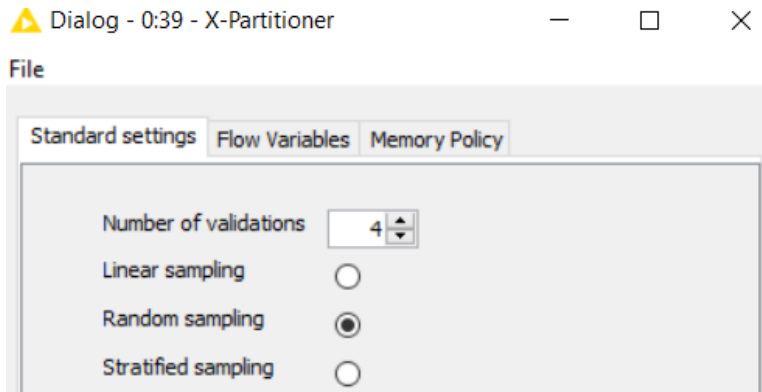 Dialog - 0:39 - X-Partitioner
File
Standard settings Flow Variables Memory Policy
Number of validations 4
Linear sampling
Random sampling
Stratified sampling